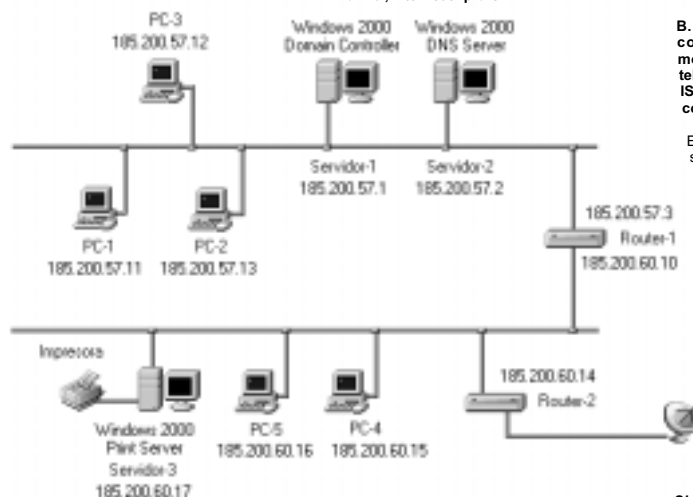 PC-3
185.200.57.12
Windows 2000
Domain Controller
Windows 2000
DNS Server
B.
Servidor-1
185.200.57.1
Servidor-2
185.200.57.2
PC-1
185.200.57.11
PC-2
185.200.57.13
185.200.57.3
Router-1
185.200.60.10
Impresora
Windows 2000
Print Server
Servidor-3
185.200.60.17
PC-5
185.200.60.16
PC-4
185.200.60.15
185.200.60.14
Router-2